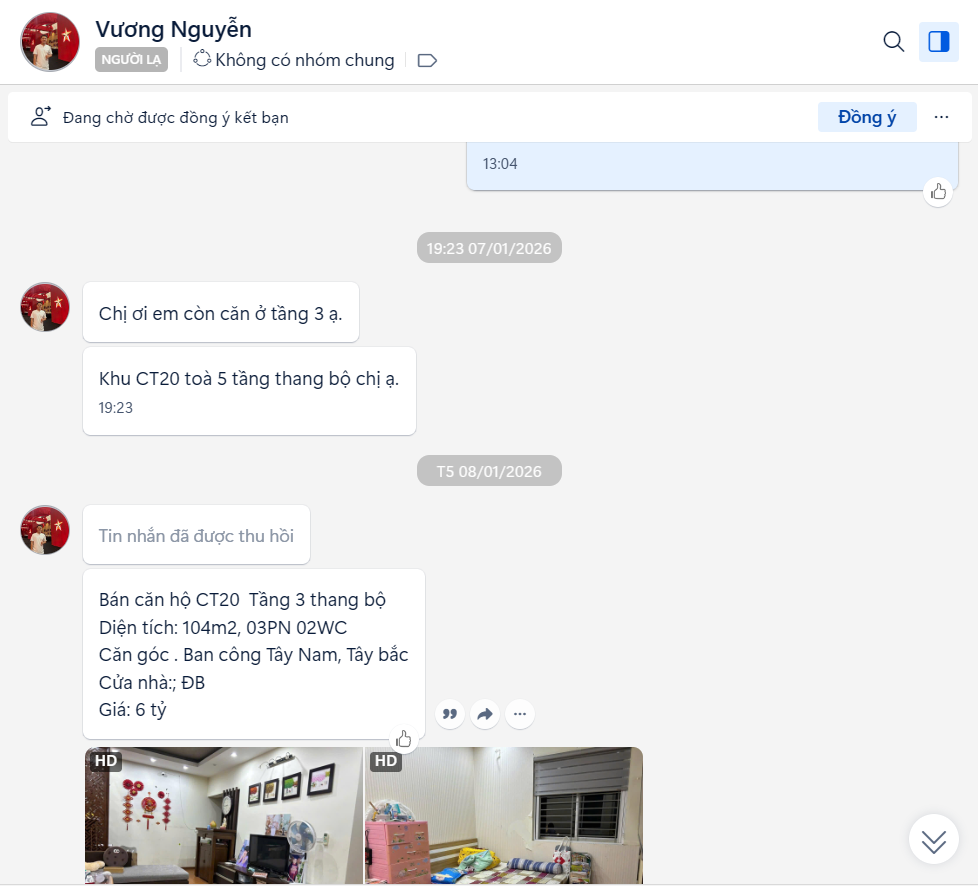 Vương Nguyễn
NGƯỜI LẠ
Không có nhóm chung
Đang chờ được đồng ý kết bạn
Đồng ý
13:04
19:23 07/01/2026
Chị ơi em còn căn ở tầng 3 ạ.
Khu CT20 toà 5 tầng thang bộ chị ạ.
19:23
T5 08/01/2026
Tin nhắn đã được thu hồi
Bán căn hộ CT20  Tầng 3 thang bộ
Diện tích: 104m2, 03PN 02WC
Căn góc . Ban công Tây Nam, Tây bắc
Cửa nhà:; ĐB
Giá: 6 tỷ
HD
HD